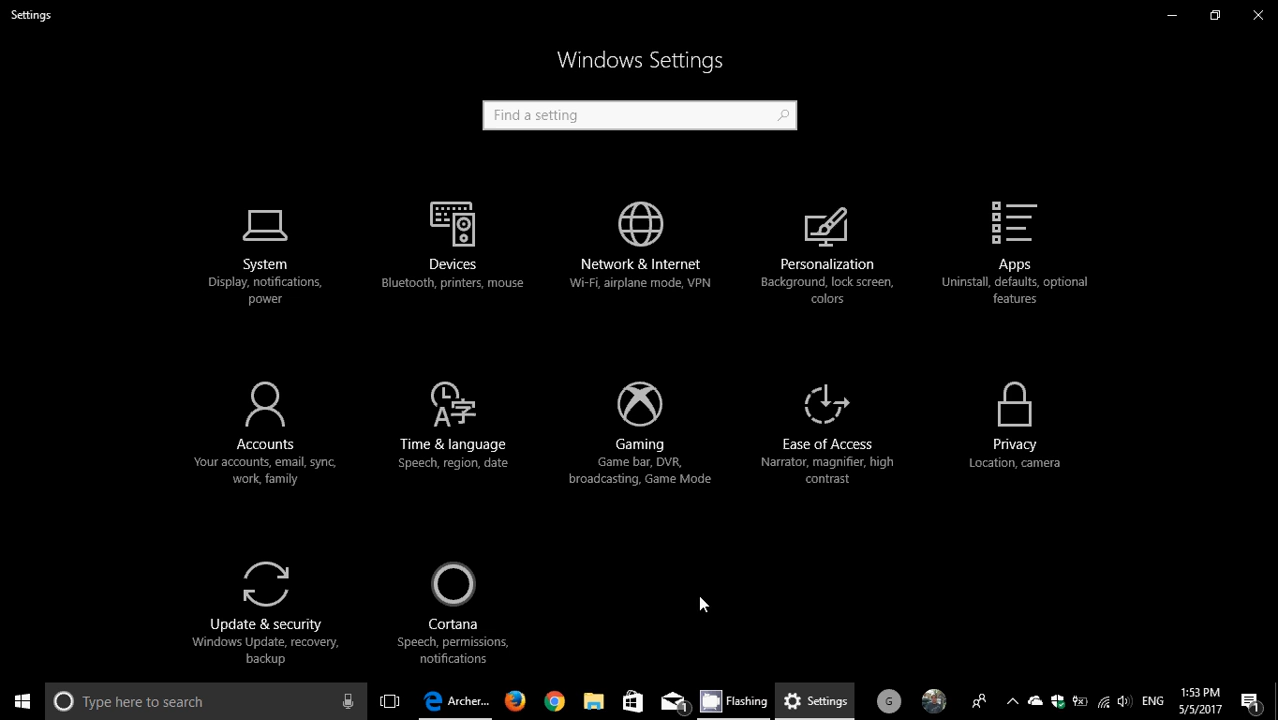 Settings
Windows Settings
Find a setting
System
Display, notifications,
power
Devices
Bluetooth, printers, mouse
Network & Internet
Wi-Fi, airplane mode, VPN
Personalization
Background, lock screen,
colors
Apps
Uninstall, defaults, optional
features
Accounts
Your accounts, email, sync,
work, family
Time & language
Speech, region, date
Gaming
Game bar, DVR,
broadcasting, Game Mode
Ease of Access
Narrator, magnifier, high
contrast
Privacy
Location, camera
Update & security
Windows Update, recovery,
backup
Cortana
Speech, permissions,
notifications
Type here to search
Archer...
1
Flashing
Settings
G
ENG
1:53 PM
5/5/2017
1